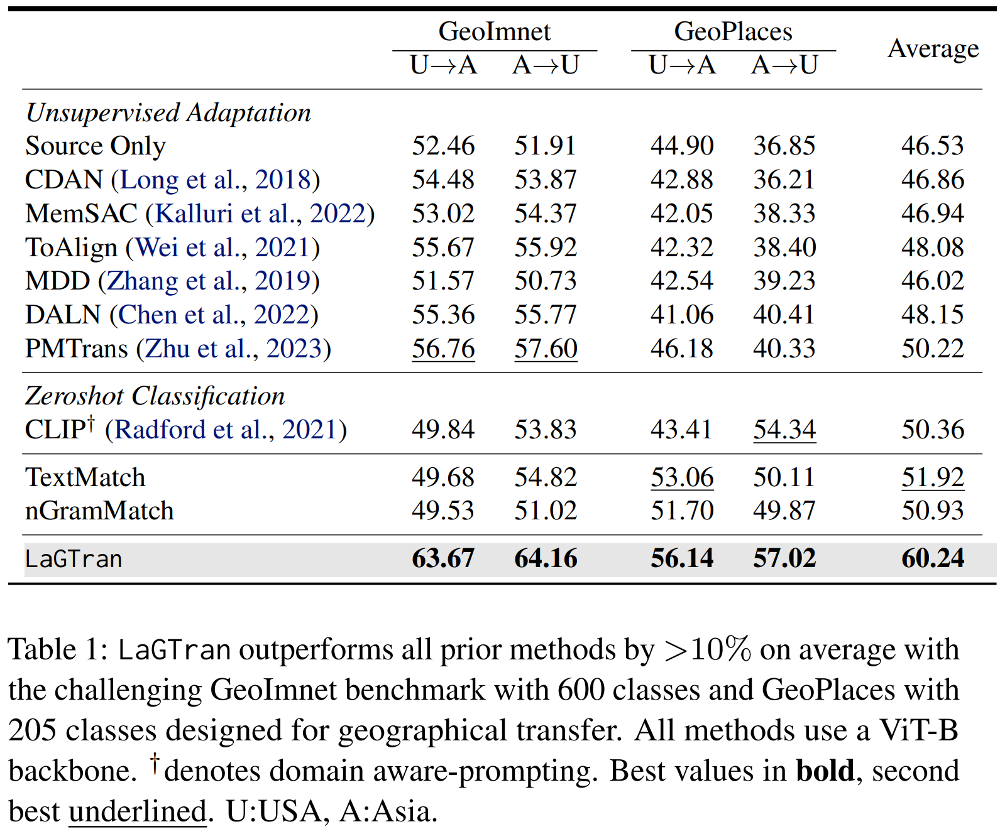 GeoImnet GeoPlaces Average
U→A A→U U→A A→U
Unsupervised Adaptation
Source Only 52.46 51.91 44.90 36.85 46.53
CDAN (Long et al., 2018) 54.48 53.87 42.88 36.21 46.86
MemSAC (Kalluri et al., 2022) 53.02 54.37 42.05 38.33 46.94
ToAlign (Wei et al., 2021) 55.67 55.92 42.32 38.40 48.08
MDD (Zhang et al., 2019) 51.57 50.73 42.54 39.23 46.02
DALN (Chen et al., 2022) 55.36 55.77 41.06 40.41 48.15
PMTrans (Zhu et al., 2023) 56.76 57.60 46.18 40.33 50.22
Zeroshot Classification
CLIP† (Radford et al., 2021) 49.84 53.83 43.41 54.34 50.36
TextMatch 49.68 54.82 53.06 50.11 51.92
nGramMatch 49.53 51.02 51.70 49.87 50.93
LaGTran 63.67 64.16 56.14 57.02 60.24
Table 1: LaGTran outperforms all prior methods by >10% on average with
the challenging GeoImnet benchmark with 600 classes and GeoPlaces with
205 classes designed for geographical transfer. All methods use a ViT-B
backbone. †denotes domain aware-prompting. Best values in bold, second
best underlined. U:USA, A:Asia.